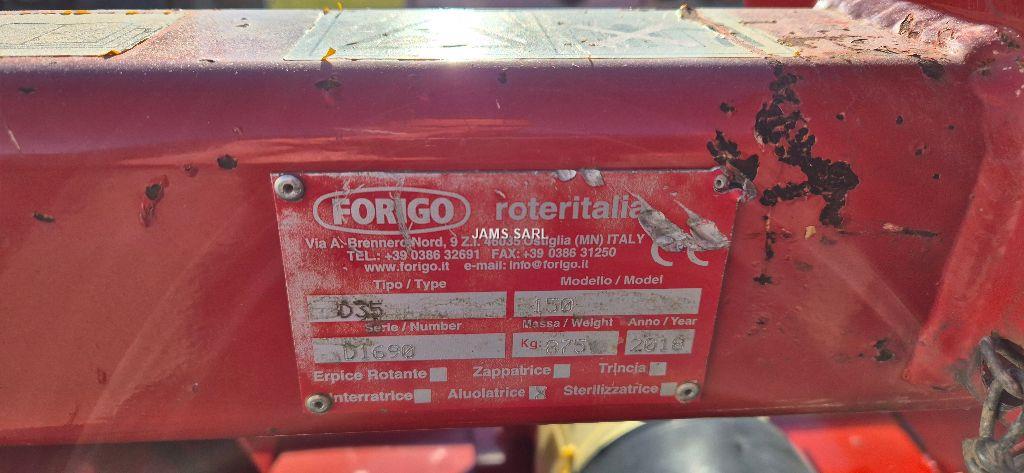 FORIGO roteritalia
JAMS SARL
Via A. Brennero Nord, 9 Z.I. 46035 Ostiglia (MN) ITALY
TEL.: +39 0386 32691 FAX: +39 0386 31250
www.forigo.it e-mail: info@forigo.it
Tipo / Type Modello / Model
D35 150
Serie / Number Massa / Weight Anno / Year
D1690 Kg: 875 2018
Erpice Rotante Zappatrice Trincia
Interratrice Aiuolatrice Sterilizzatrice